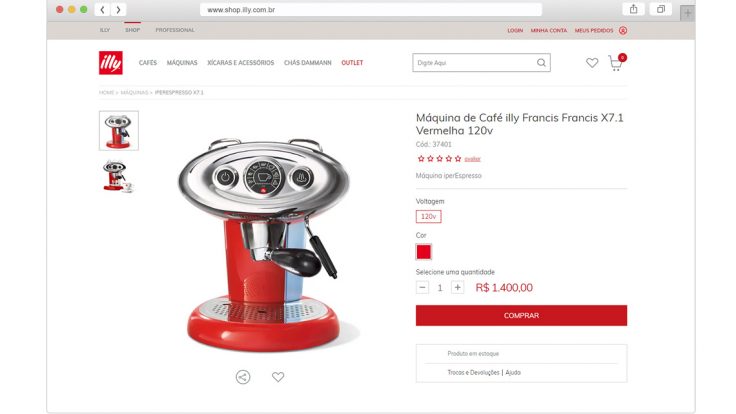 www.shop.illy.com.br
ILLY SHOP PROFESSIONAL
LOGIN MINHA CONTA MEUS PEDIDOS
illy
CAFÉS MÁQUINAS XÍCARAS E ACESSÓRIOS CHÁS DAMMANN OUTLET
Digite Aqui
0
HOME > MÁQUINAS > IPERESPRESSO X7.1
Máquina de Café illy Francis Francis X7.1
Vermelha 120v
Cód.: 37401
avaliar
Máquina iperEspresso
Voltagem
120v
Cor
Selecione uma quantidade
− 1 + R$ 1.400,00
COMPRAR
Produto em estoque
Trocas e Devoluções | Ajuda